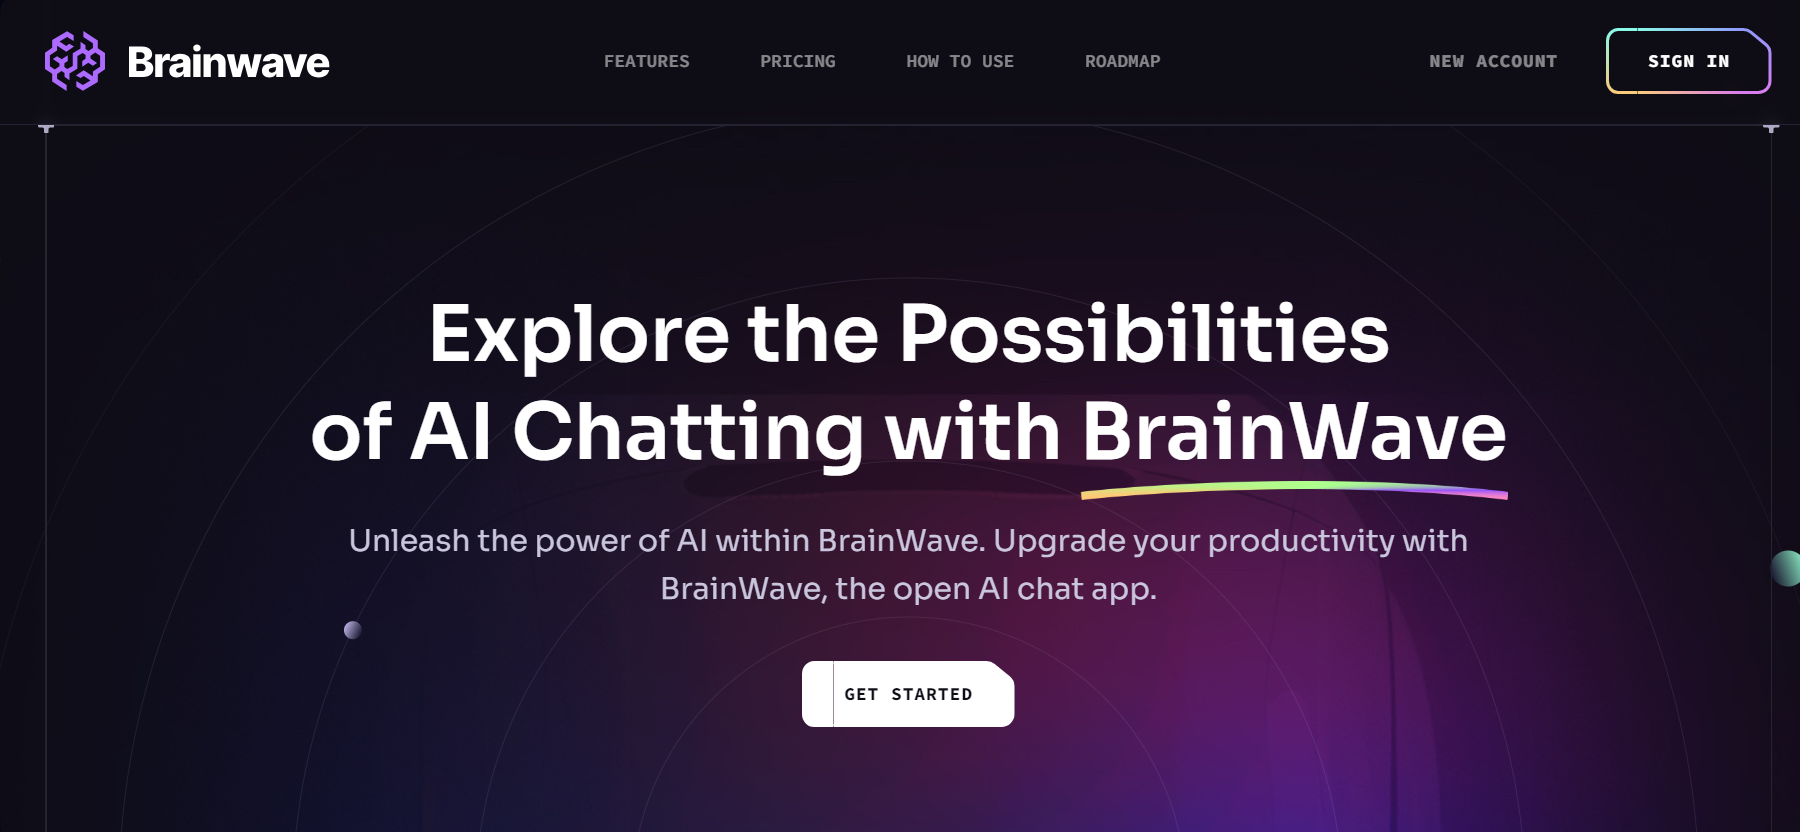 Brainwave
FEATURES
PRICING
HOW TO USE
ROADMAP
NEW ACCOUNT
SIGN IN
Explore the Possibilities
of AI Chatting with BrainWave
Unleash the power of AI within BrainWave. Upgrade your productivity with
BrainWave, the open AI chat app.
GET STARTED